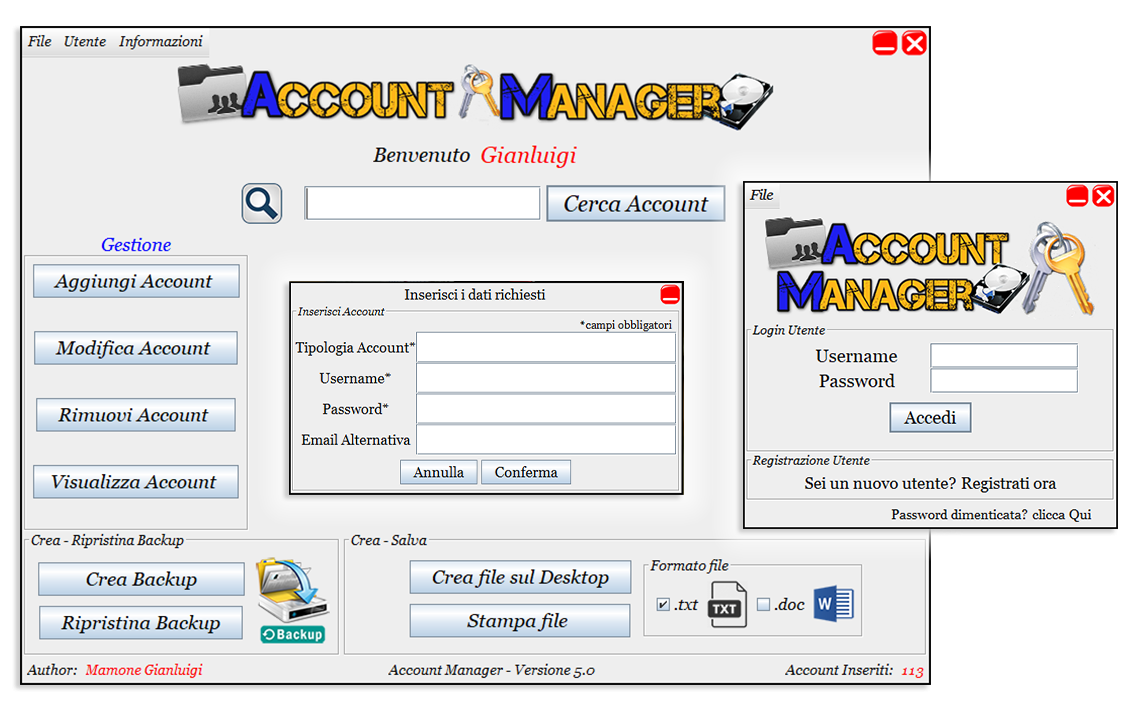 File Utente Informazioni
ACCOUNT MANAGER
Benvenuto Gianluigi
Cerca Account
Gestione
Aggiungi Account
Modifica Account
Rimuovi Account
Visualizza Account
Inserisci i dati richiesti
Inserisci Account
*campi obbligatori
Tipologia Account*
Username*
Password*
Email Alternativa
Annulla Conferma
File
ACCOUNT
MANAGER
Login Utente
Username
Password
Accedi
Registrazione Utente
Sei un nuovo utente? Registrati ora
Password dimenticata? clicca Qui
Crea - Ripristina Backup
Crea Backup
Ripristina Backup
Backup
Crea - Salva
Crea file sul Desktop
Stampa file
Formato file
.txt TXT .doc W
Author: Mamone Gianluigi
Account Manager - Versione 5.0
Account Inseriti: 113